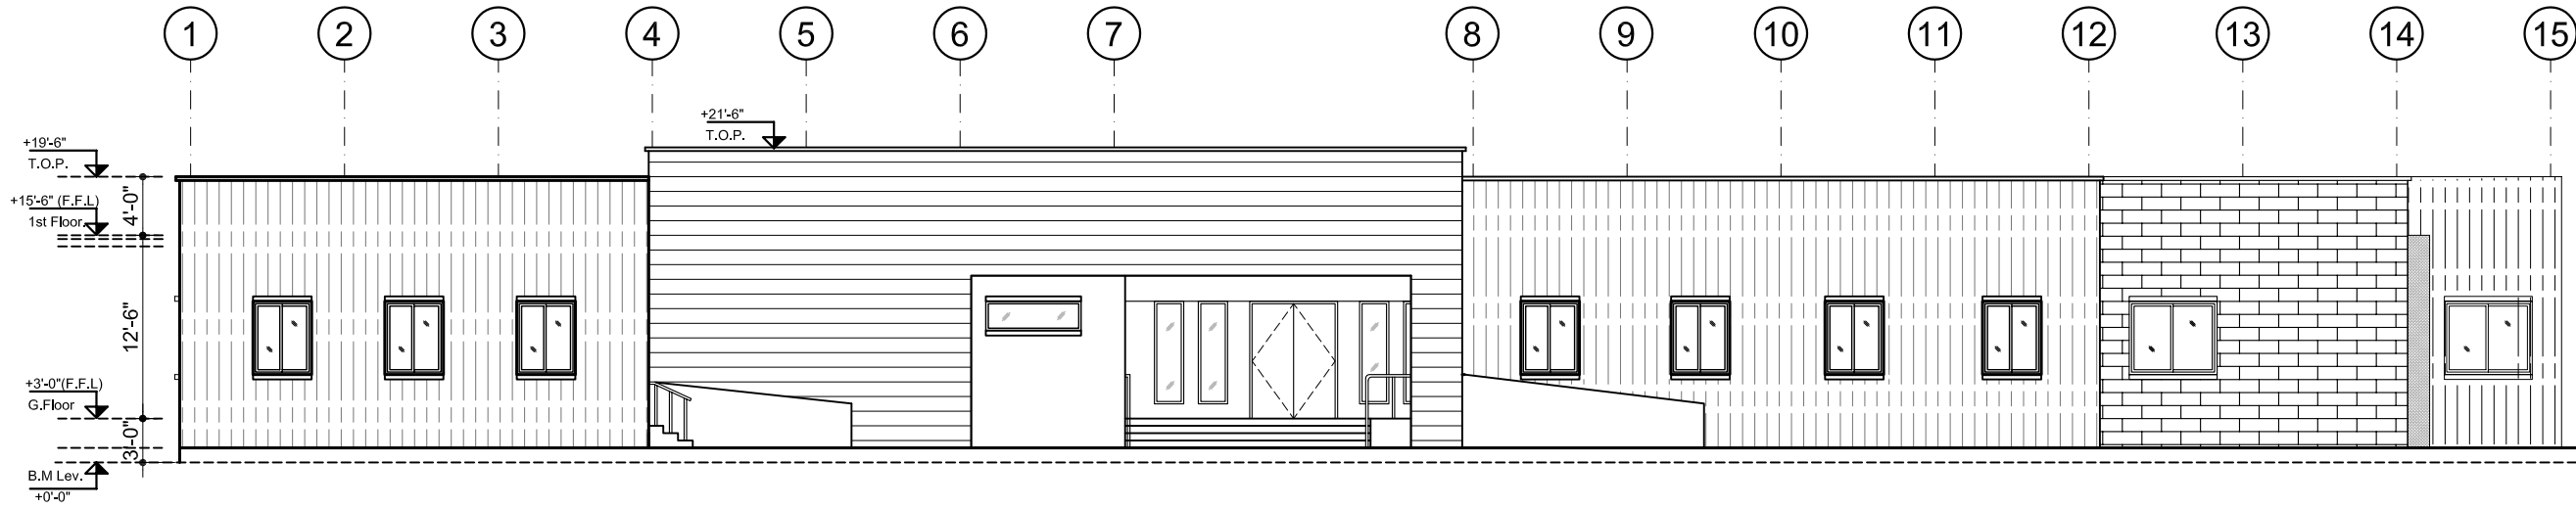 1 2 3 4 5 6 7 8 9 10 11 12 13 14 15
+21'-6"
T.O.P.
+19'-6"
T.O.P.
+15'-6" (F.F.L)
1st Floor.
4'-0"
12'-6"
+3'-0"(F.F.L)
G.Floor
3'-0"
B.M Lev.
+0'-0"